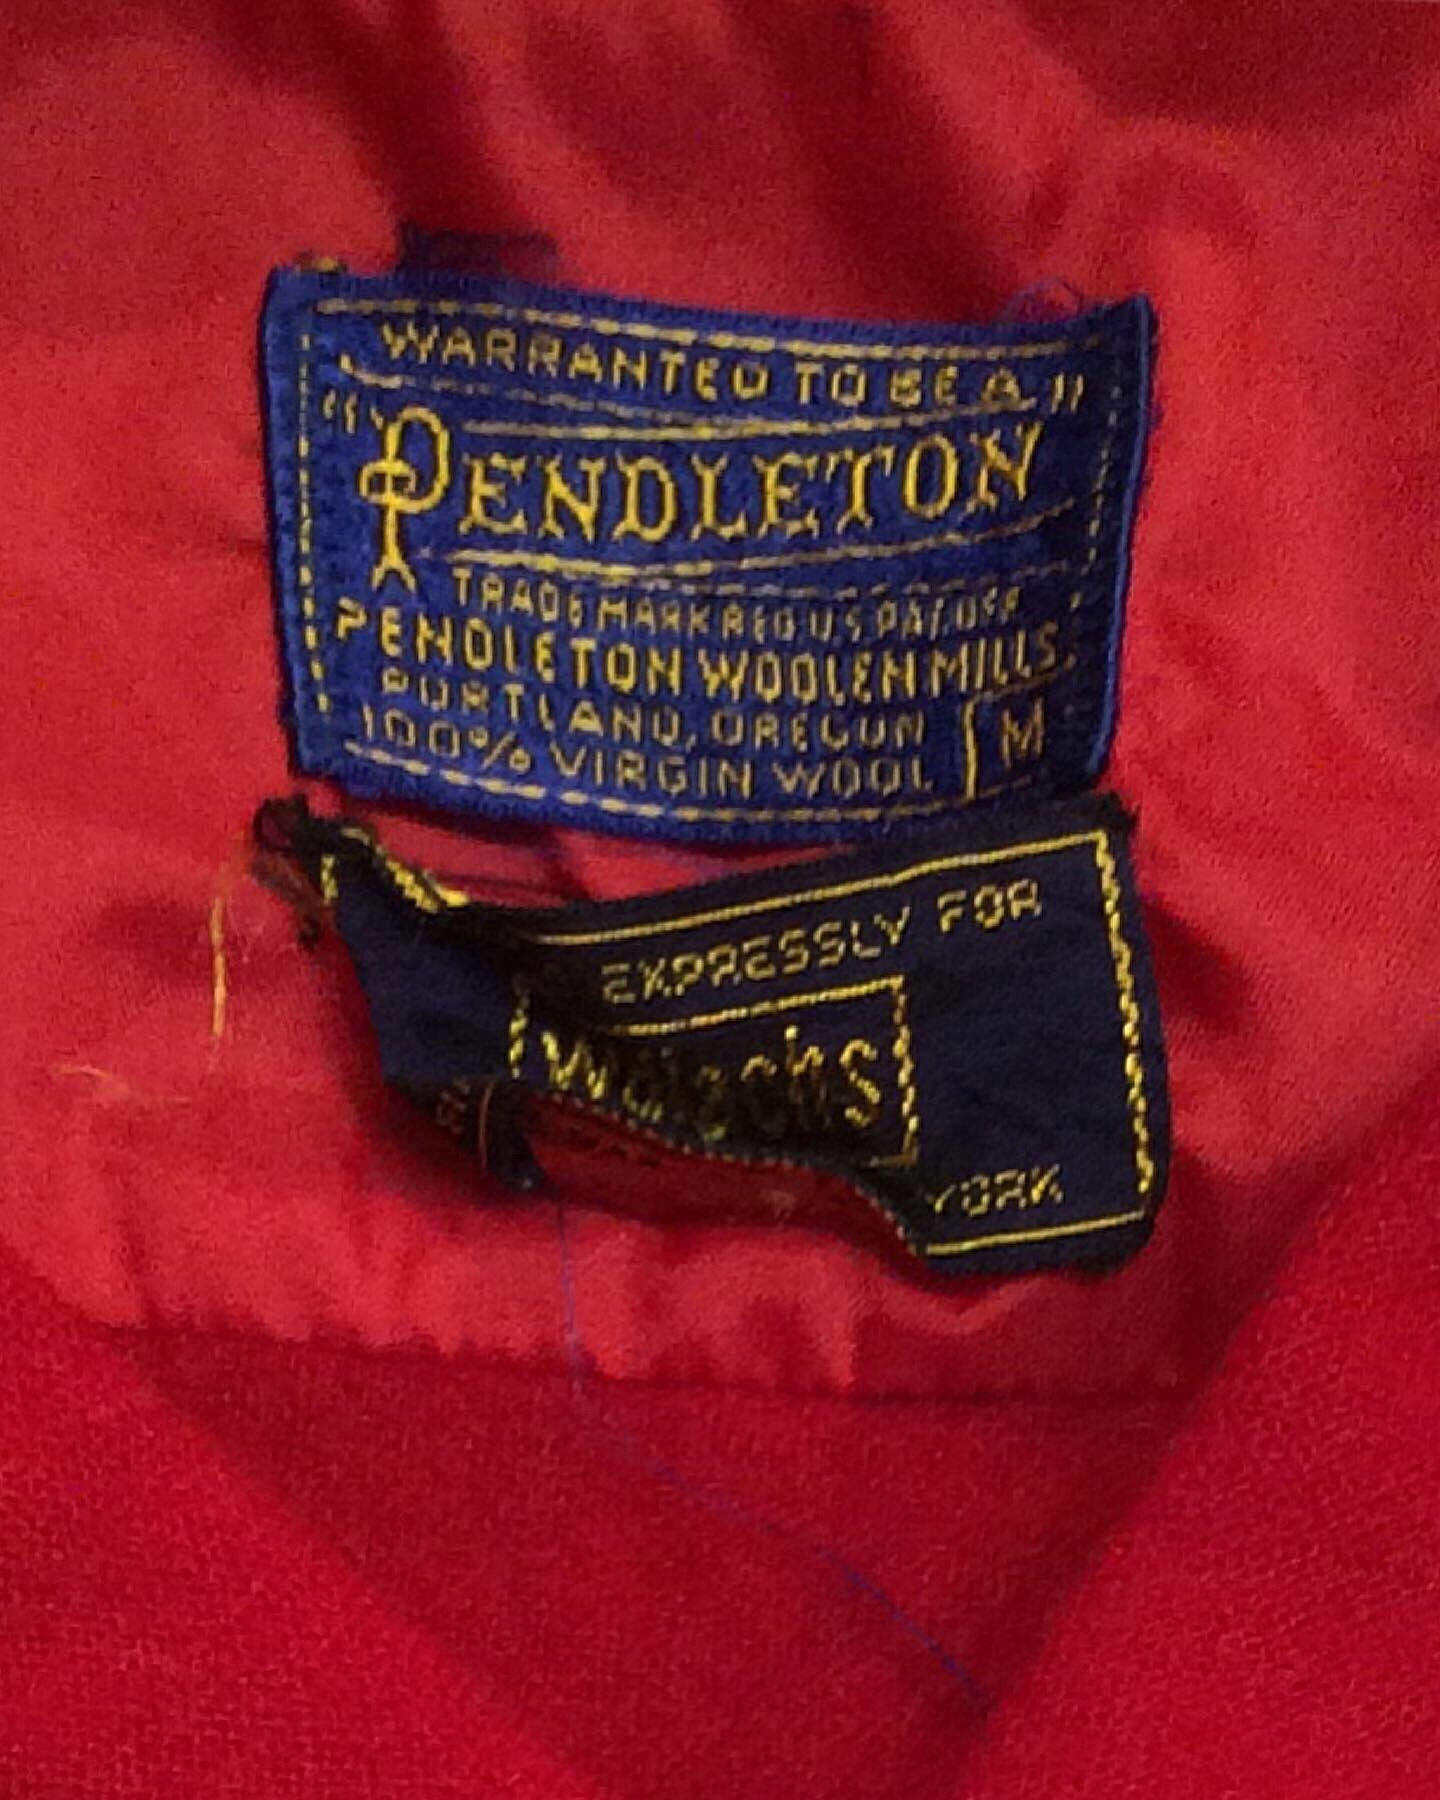 WARRANTED TO BE A
"PENDLETON"
TRADE MARK REG U.S. PAT. OFF.
PENDLETON WOOLEN MILLS,
PORTLAND, OREGON
100% VIRGIN WOOL M
EXPRESSLY FOR
Wallachs
YORK